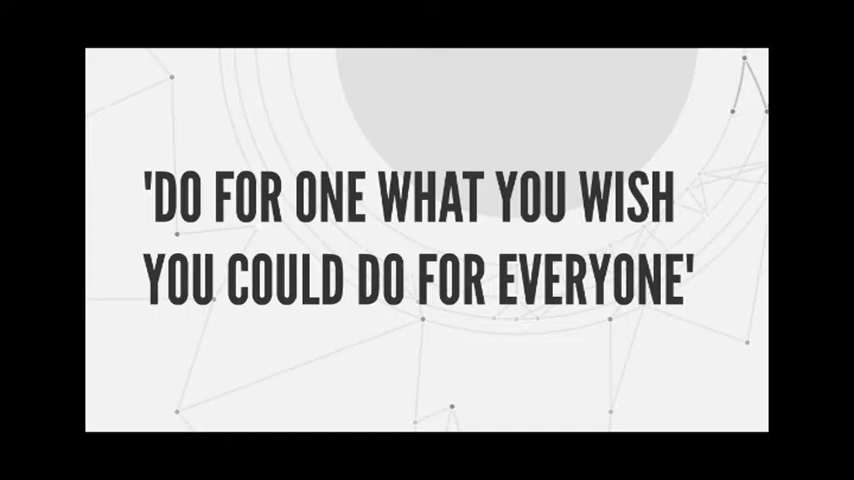 'DO FOR ONE WHAT YOU WISH
YOU COULD DO FOR EVERYONE'